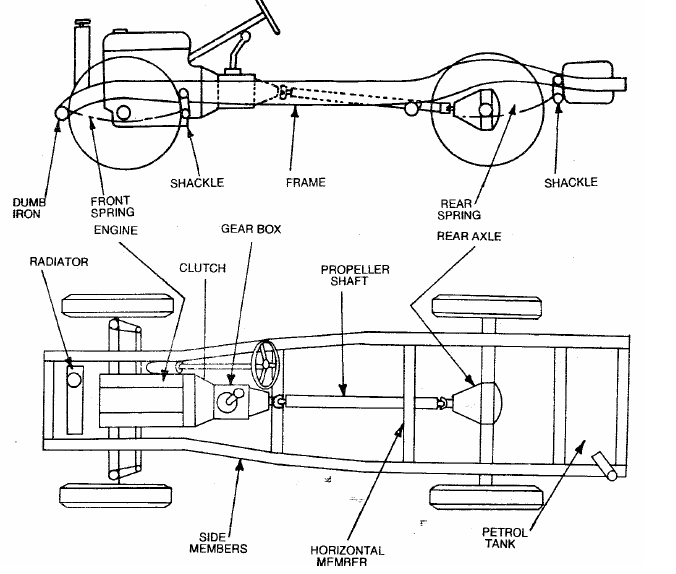 SHACKLE
FRAME
SHACKLE
DUMB
IRON
FRONT
SPRING
REAR
SPRING
ENGINE
GEAR BOX
REAR AXLE
RADIATOR
CLUTCH
PROPELLER
SHAFT
SIDE
MEMBERS
HORIZONTAL
MEMBER
PETROL
TANK